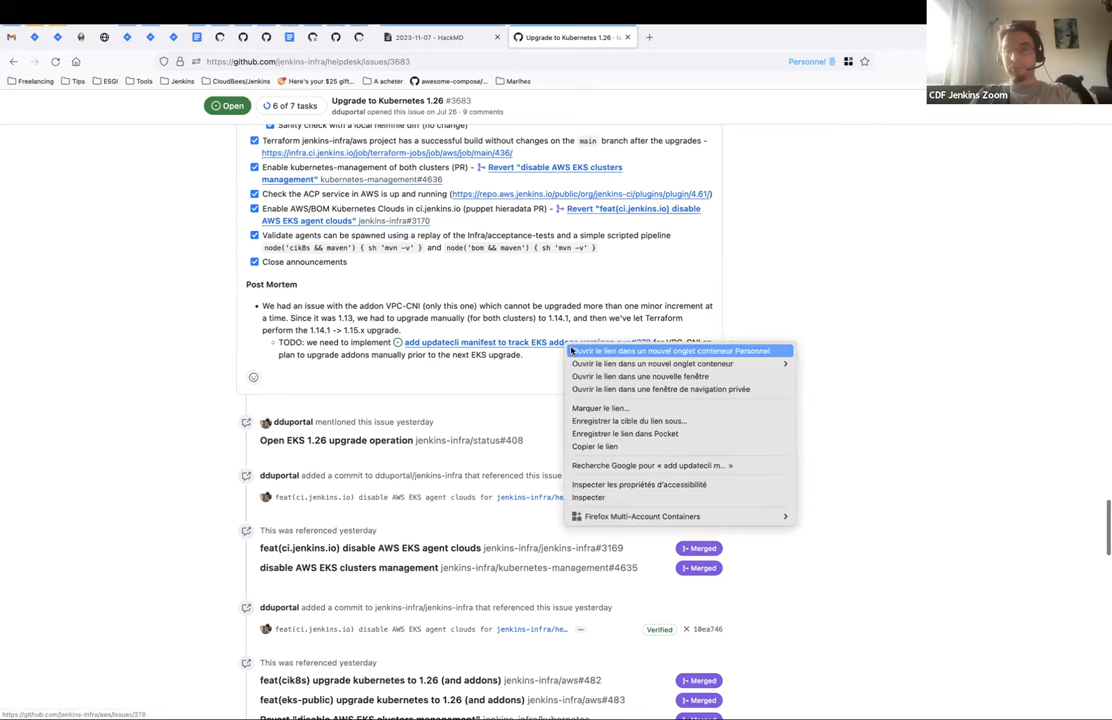 2023-11-07 - HackMD
Upgrade to Kubernetes 1.26 ·
https://github.com/jenkins-infra/helpdesk/issues/3683
Personnel
Freelancing
Tips
ESGI
Tools
Jenkins
CloudBees/Jenkins
Here's your $25 gift...
A acheter
awesome-compose/...
Marlhes
CDF Jenkins Zoom
Open
6 of 7 tasks
Upgrade to Kubernetes 1.26 #3683
dduportal opened this issue on Jul 26 · 9 comments
Sanity check with a local helmfile diff (no change)
Terraform jenkins-infra/aws project has a successful build without changes on the main branch after the upgrades -
https://infra.ci.jenkins.io/job/terraform-jobs/job/aws/job/main/436/
Enable kubernetes-management of both clusters (PR) - Revert "disable AWS EKS clusters
management" kubernetes-management#4636
Check the ACP service in AWS is up and running (https://repo.aws.jenkins.io/public/org/jenkins-ci/plugins/plugin/4.61/)
Enable AWS/BOM Kubernetes Clouds in ci.jenkins.io (puppet hieradata PR) - Revert "feat(ci.jenkins.io) disable
AWS EKS agent clouds" jenkins-infra#3170
Validate agents can be spawned using a replay of the Infra/acceptance-tests and a simple scripted pipeline
node('cik8s && maven') { sh 'mvn -v' } and node('bom && maven') { sh 'mvn -v' }
Close announcements
Post Mortem
We had an issue with the addon VPC-CNI (only this one) which cannot be upgraded more than one minor increment at
a time. Since it was 1.13, we had to upgrade manually (for both clusters) to 1.14.1, and then we've let Terraform
perform the 1.14.1 -> 1.15.x upgrade.
TODO: we need to implement add updatecli manifest to track EKS
plan to upgrade addons manually prior to the next EKS upgrade.
Ouvrir le lien dans un nouvel onglet conteneur Personnel
Ouvrir le lien dans un nouvel onglet conteneur
Ouvrir le lien dans une nouvelle fenêtre
Ouvrir le lien dans une fenêtre de navigation privée
Marquer le lien...
Enregistrer la cible du lien sous...
Enregistrer le lien dans Pocket
Copier le lien
Recherche Google pour « add updatecli m... »
Inspecter les propriétés d'accessibilité
Inspecter
Firefox Multi-Account Containers
dduportal mentioned this issue yesterday
Open EKS 1.26 upgrade operation jenkins-infra/status#408
dduportal added a commit to dduportal/jenkins-infra that referenced this issue
feat(ci.jenkins.io) disable AWS EKS agent clouds for jenkins-infra/he
This was referenced yesterday
feat(ci.jenkins.io) disable AWS EKS agent clouds jenkins-infra/jenkins-infra#3169
Merged
disable AWS EKS clusters management jenkins-infra/kubernetes-management#4635
Merged
dduportal added a commit to jenkins-infra/jenkins-infra that referenced this issue yesterday
feat(ci.jenkins.io) disable AWS EKS agent clouds for jenkins-infra/he… ...
Verified
10ea746
This was referenced yesterday
feat(cik8s) upgrade kubernetes to 1.26 (and addons) jenkins-infra/aws#482
Merged
feat(eks-public) upgrade kubernetes to 1.26 (and addons) jenkins-infra/aws#483
Merged
Revert "disable AWS EKS clusters management" jenkins-infra/kubernetes-
https://github.com/jenkins-infra/aws/issues/278